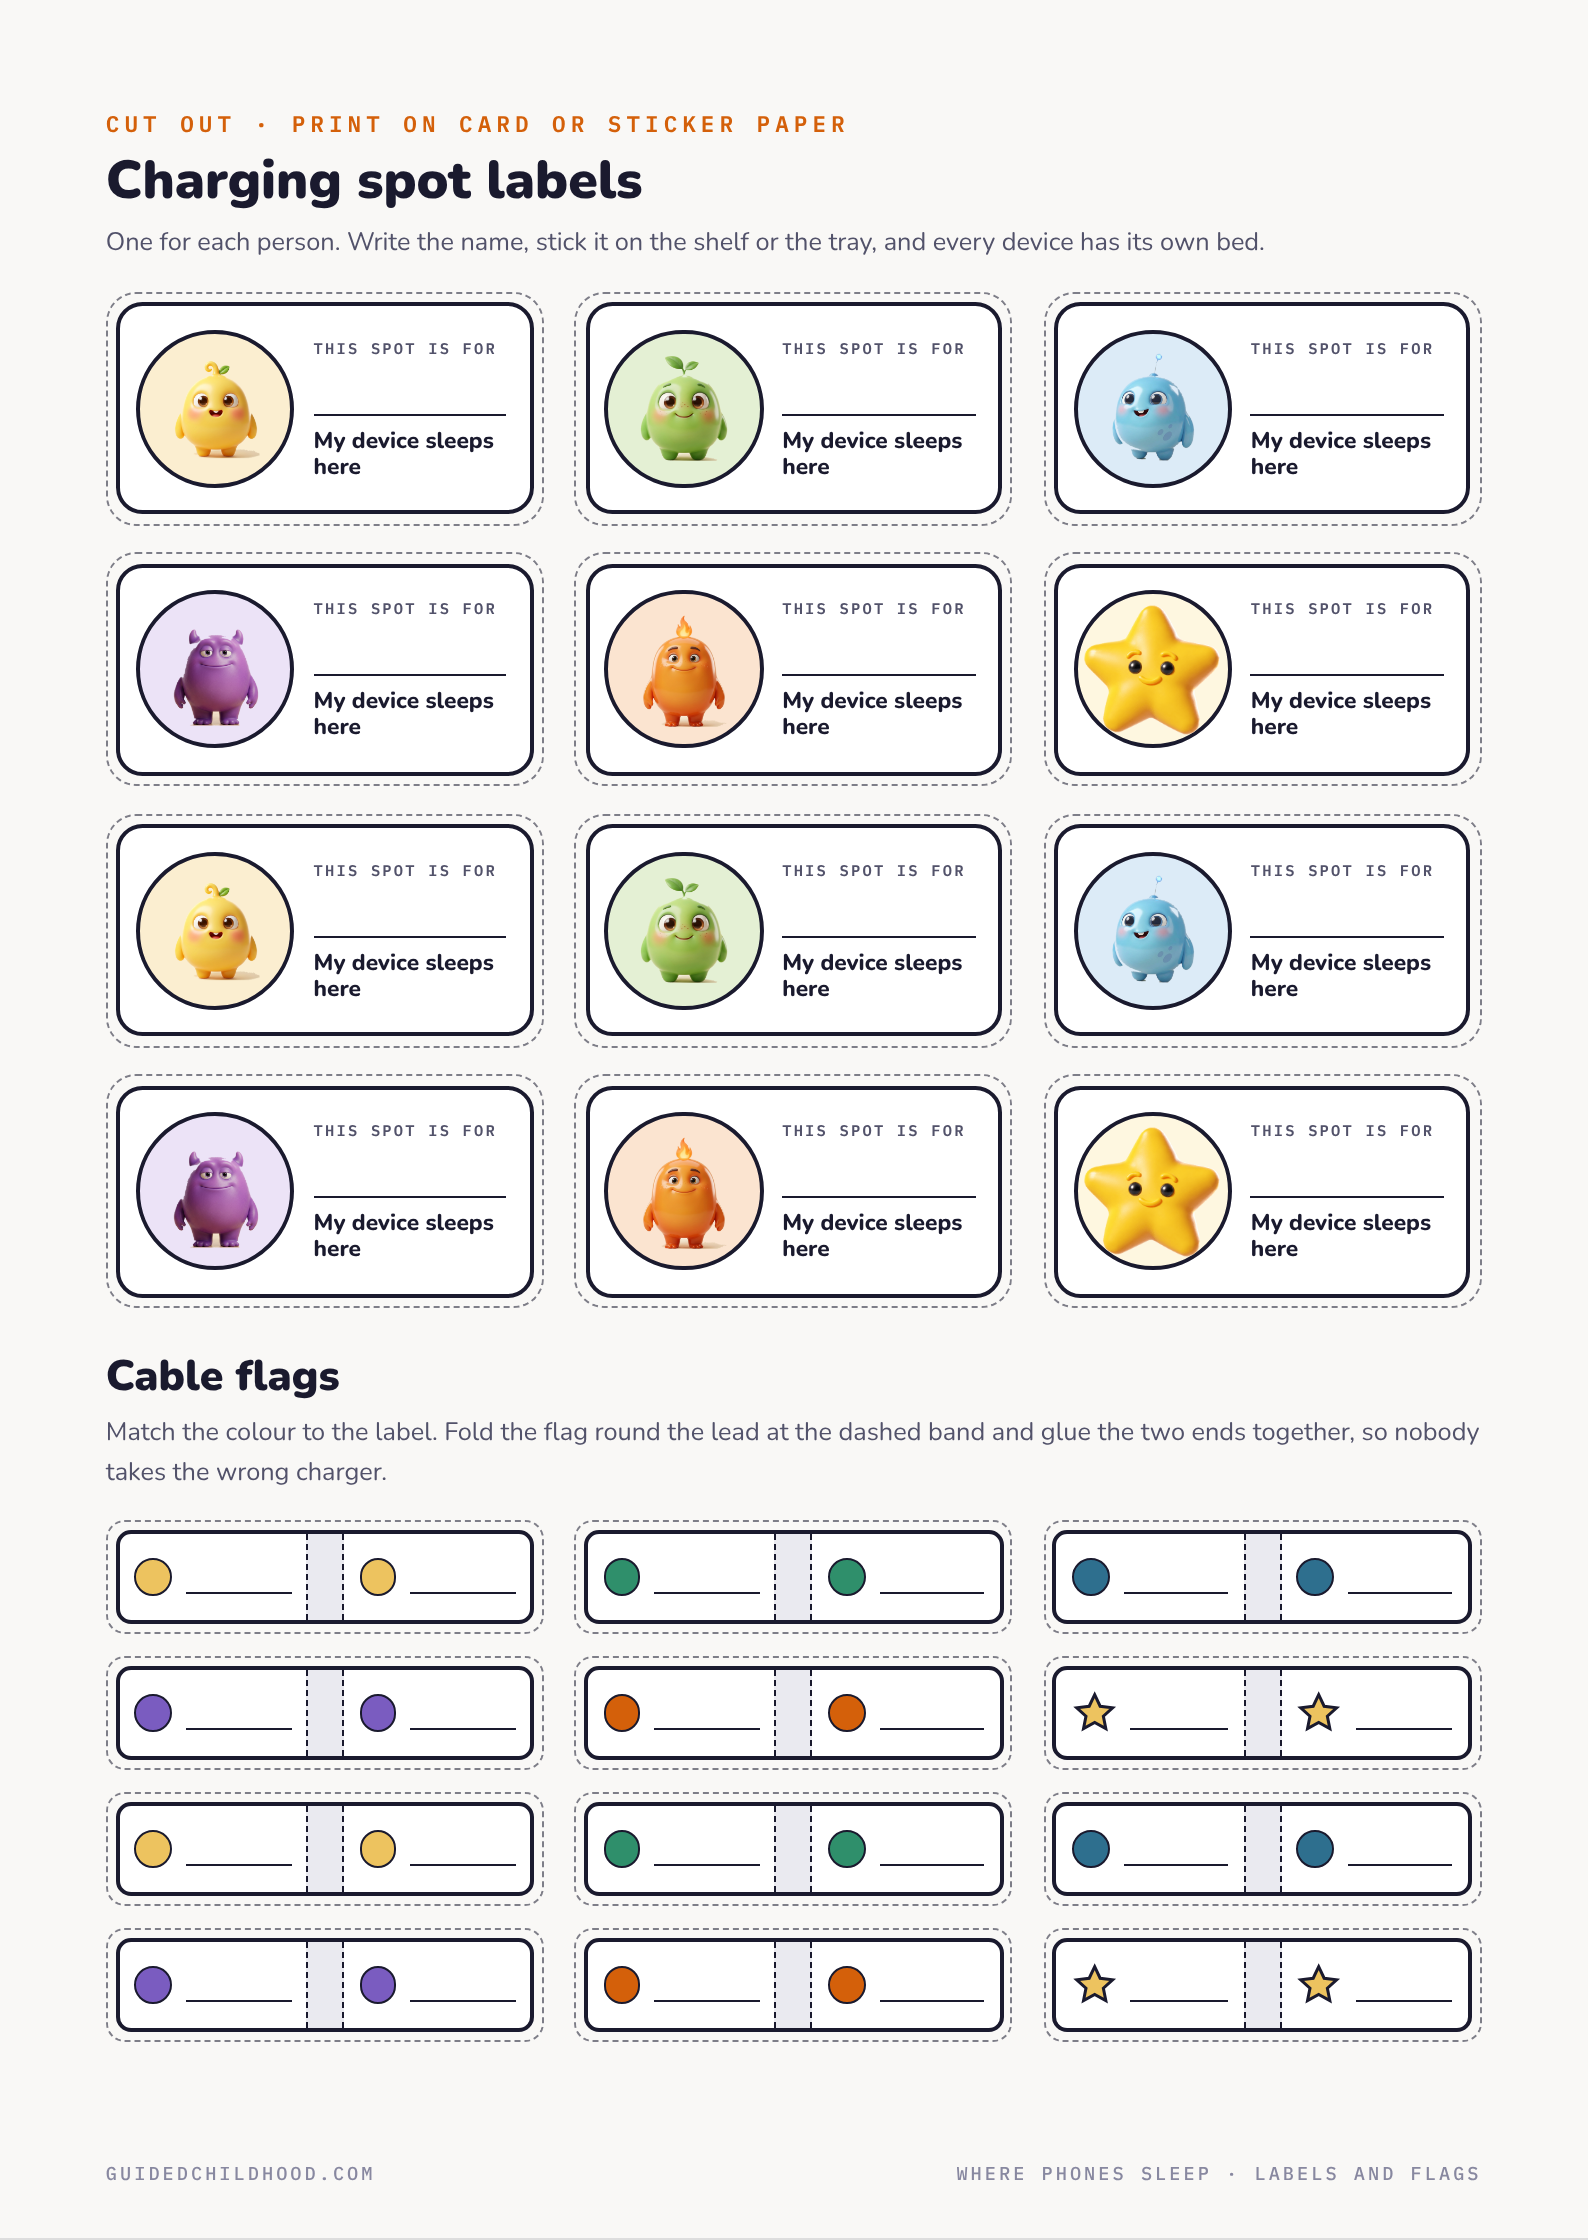 CUT OUT · PRINT ON CARD OR STICKER PAPER
Charging spot labels
One for each person. Write the name, stick it on the shelf or the tray, and every device has its own bed.
THIS SPOT IS FOR
My device sleeps
here
THIS SPOT IS FOR
My device sleeps
here
THIS SPOT IS FOR
My device sleeps
here
THIS SPOT IS FOR
My device sleeps
here
THIS SPOT IS FOR
My device sleeps
here
THIS SPOT IS FOR
My device sleeps
here
THIS SPOT IS FOR
My device sleeps
here
THIS SPOT IS FOR
My device sleeps
here
THIS SPOT IS FOR
My device sleeps
here
THIS SPOT IS FOR
My device sleeps
here
THIS SPOT IS FOR
My device sleeps
here
THIS SPOT IS FOR
My device sleeps
here
Cable flags
Match the colour to the label. Fold the flag round the lead at the dashed band and glue the two ends together, so nobody
takes the wrong charger.
GUIDEDCHILDHOOD.COM
WHERE PHONES SLEEP · LABELS AND FLAGS